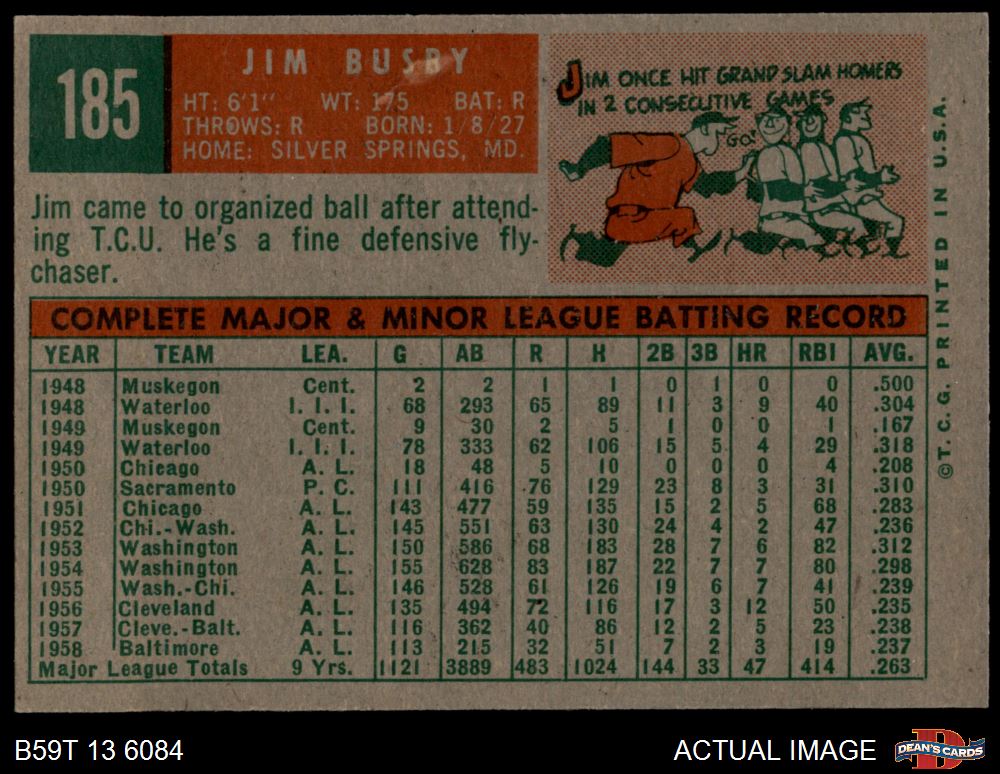 185
JIM BUSBY
HT: 6'1" WT: 175 BAT: R
THROWS: R BORN: 1/8/27
HOME: SILVER SPRINGS, MD.
JIM ONCE HIT GRAND SLAM HOMERS
IN 2 CONSECUTIVE GAMES
GO!
Jim came to organized ball after attend-
ing T.C.U. He's a fine defensive fly-
chaser.
COMPLETE MAJOR & MINOR LEAGUE BATTING RECORD
YEAR TEAM LEA. G AB R H 2B 3B HR RBI AVG.
1948 Muskegon Cent. 2 2 1 1 0 1 0 0 .500
1948 Waterloo I. I. I. 68 293 65 89 11 3 9 40 .304
1949 Muskegon Cent. 9 30 2 5 1 0 0 1 .167
1949 Waterloo I. I. I. 78 333 62 106 15 5 4 29 .318
1950 Chicago A. L. 18 48 5 10 0 0 0 4 .208
1950 Sacramento P. C. 111 416 76 129 23 8 3 31 .310
1951 Chicago A. L. 143 477 59 135 15 2 5 68 .283
1952 Chi.-Wash. A. L. 145 551 63 130 24 4 2 47 .236
1953 Washington A. L. 150 586 68 183 28 7 6 82 .312
1954 Washington A. L. 155 628 83 187 22 7 7 80 .298
1955 Wash.-Chi. A. L. 146 528 61 126 19 6 7 41 .239
1956 Cleveland A. L. 135 494 72 116 17 3 12 50 .235
1957 Cleve.-Balt. A. L. 116 362 40 86 12 2 5 23 .238
1958 Baltimore A. L. 113 215 32 51 7 2 3 19 .237
Major League Totals 9 Yrs. 1121 3889 483 1024 144 33 47 414 .263
© T. C. G. PRINTED IN U.S.A.
B59T 13 6084
ACTUAL IMAGE
D
DEAN'S CARDS